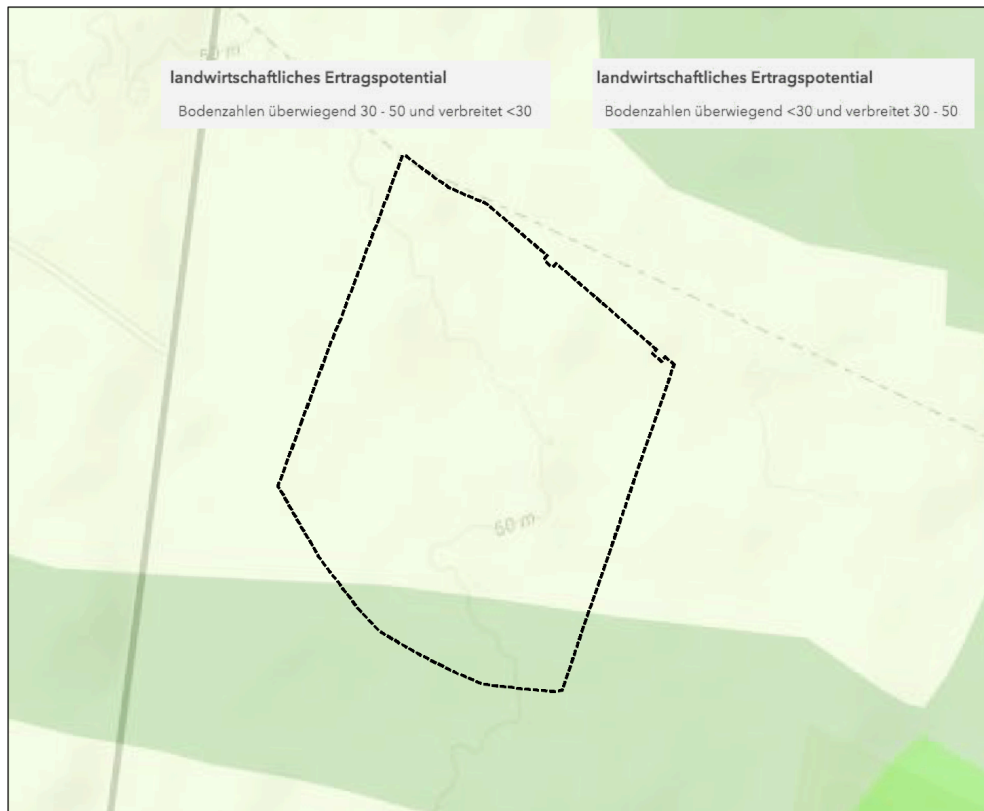 50 m
landwirtschaftliches Ertragspotential
Bodenzahlen überwiegend 30 - 50 und verbreitet <30
landwirtschaftliches Ertragspotential
Bodenzahlen überwiegend <30 und verbreitet 30 - 50
50 m